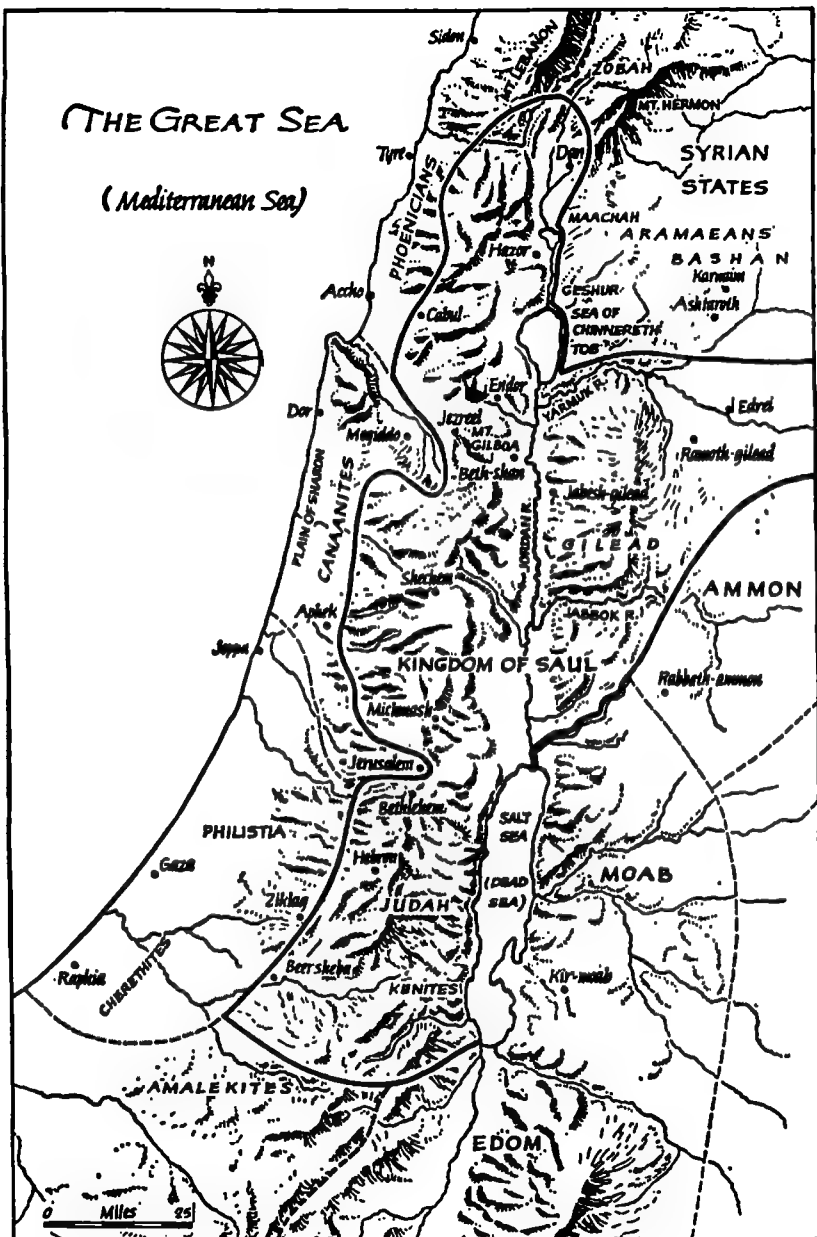 Sidon
MT. LEBANON
ZOBAH
MT. HERMON
THE GREAT SEA
Tyre
Dan
SYRIAN
STATES
(Mediterranean Sea)
PHOENICIANS
MAACHAH
ARAMAEANS
BASHAN
Hazor
Karnaim
N
Accho
GESHUR
Ashtaroth
Cabul
SEA OF
CHINNERETH
TOB
Endor
YARMUK R.
Dor
Jezreel
Edrei
Megiddo
MT.
GILBOA
Ramoth-gilead
Beth-shan
PLAIN OF SHARON
CANAANITES
Jabesh-gilead
JORDAN R.
GILEAD
Shechem
AMMON
Aphek
JABBOK R.
Joppa
KINGDOM OF SAUL
Rabbath-ammon
Michmash
Jerusalem
Bethlehem
SALT
SEA
PHILISTIA
Hebron
Gaza
MOAB
(DEAD
SEA)
Ziklag
JUDAH
CHERETHITES
Raphia
Beersheba
KENITES
Kir-moab
AMALEKITES
EDOM
0 Miles 25